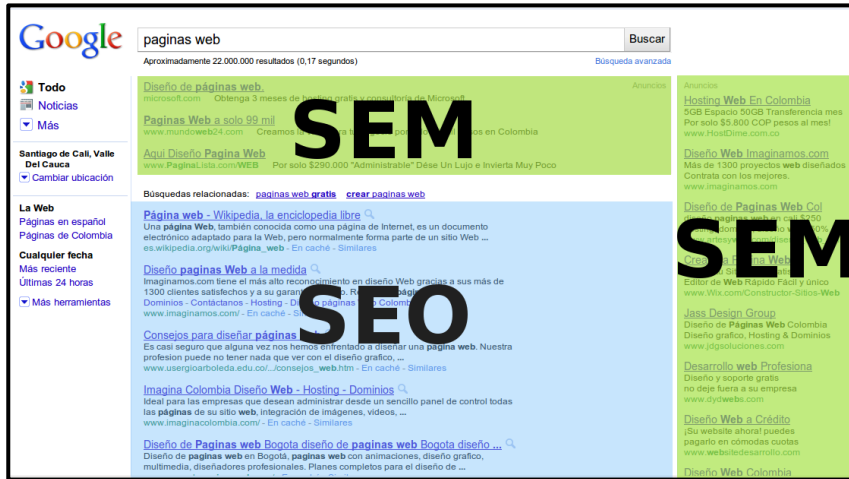 Google
paginas web
Buscar
Aproximadamente 22.000.000 resultados (0,17 segundos)
Búsqueda avanzada
Todo
Noticias
Más
Santiago de Cali, Valle
Del Cauca
Cambiar ubicación
La Web
Páginas en español
Páginas de Colombia
Cualquier fecha
Más reciente
Últimas 24 horas
Más herramientas
Anuncios
Diseño de páginas web.
microsoft.com Obtenga 3 meses de hosting gratis y consultoría de Microsoft
Paginas Web a solo 99 mil
www.mundoweb24.com Creamos la en Colombia
Aqui Diseño Pagina Web
www.PaginaLista.com/WEB Por solo $290.000 "Administrable" Dése Un Lujo e Invierta Muy Poco
SEM
Búsquedas relacionadas: paginas web gratis crear paginas web
Página web - Wikipedia, la enciclopedia libre
Una página Web, también conocida como una página de Internet, es un documento
electrónico adaptado para la Web, pero normalmente forma parte de un sitio Web ...
es.wikipedia.org/wiki/Página_web - En caché - Similares
Diseño paginas Web a la medida
Imaginamos.com tiene el más alto reconocimiento en diseño Web gracias a sus más de
1300 clientes satisfechos y a su garantía
Dominios - Contáctanos - Hosting - páginas
www.imaginamos.com/ - En caché -
SEO
Consejos para diseñar páginas
Es casi seguro que alguna vez nos hemos enfrentado a diseñar una página web. Nuestra
profesion puede no tener nada que ver con el diseño grafico, ...
www.usergioarboleda.edu.co/.../consejos_web.htm - En caché - Similares
Imagina Colombia Diseño Web - Hosting - Dominios
Ideal para las empresas que desean administrar desde un sencillo panel de control todas
las páginas de su sitio web, integración de imágenes, videos, ...
www.imaginacolombia.com/ - En caché - Similares
Diseño de Paginas web Bogota diseño de paginas web Bogota diseño ...
Diseño de paginas web en Bogotá, paginas web con animaciones, diseño grafico,
multimedia, diseñadores profesionales. Planes completos para el diseño de ...
Anuncios
Hosting Web En Colombia
5GB Espacio 50GB Transferencia mes
Por solo $5.800 COP pesos al mes!
www.HostDime.com.co
Diseño Web Imaginamos.com
Más de 1300 proyectos web diseñados
Contrata con los mejores.
www.imaginamos.com
Diseño de Paginas Web Col
diseño paginas web en cali $250
SEM
Editor de Web Rápido Fácil y único
www.Wix.com/Constructor-Sitios-Web
Jass Design Group
Diseño de Páginas Web Colombia
Diseño grafico, Hosting & Dominios
www.jdgsoluciones.com
Desarrollo web Profesiona
Diseño y soporte gratis
no deje fuera a su empresa
www.dydwebs.com
Diseño Web a Crédito
¡Su website ahora! puedes
pagarlo en cómodas cuotas
www.websitedesarrollo.com
Diseño Web Colombia